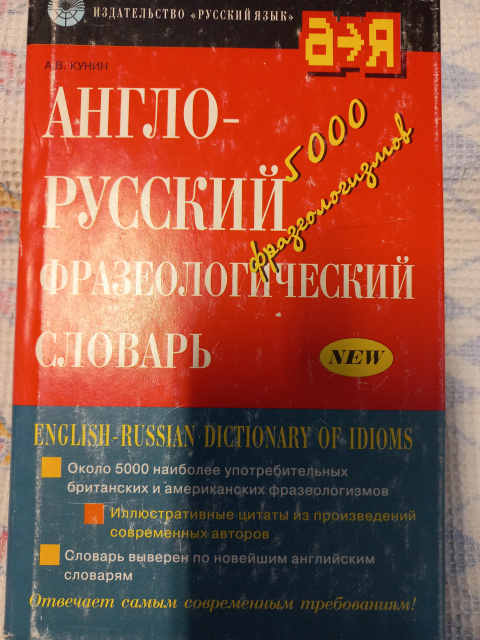 ИЗДАТЕЛЬСТВО «РУССКИЙ ЯЗЫК»
а→Я
А.В. КУНИН
АНГЛО-
РУССКИЙ
ФРАЗЕОЛОГИЧЕСКИЙ
СЛОВАРЬ
5000
фразеологизмов
NEW
ENGLISH-RUSSIAN DICTIONARY OF IDIOMS
Около 5000 наиболее употребительных
британских и американских фразеологизмов
Иллюстративные цитаты из произведений
современных авторов
Словарь выверен по новейшим английским
словарям
Отвечает самым современным требованиям!